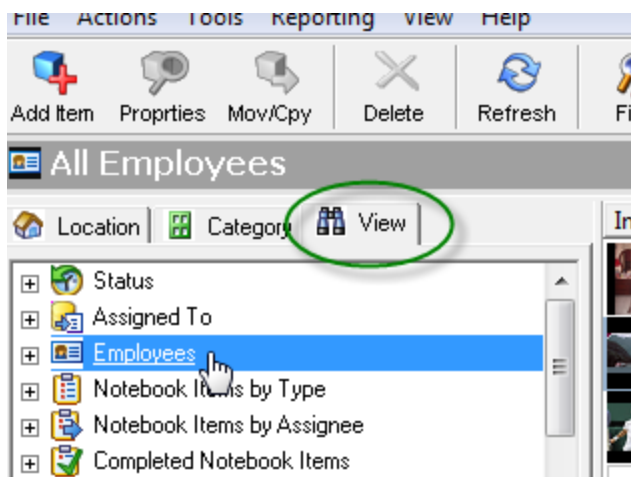 File Actions Tools Reporting View Help
Add Item Proprties Mov/Cpy Delete Refresh
All Employees
Location Category View
Status
Assigned To
Employees
Notebook Items by Type
Notebook Items by Assignee
Completed Notebook Items